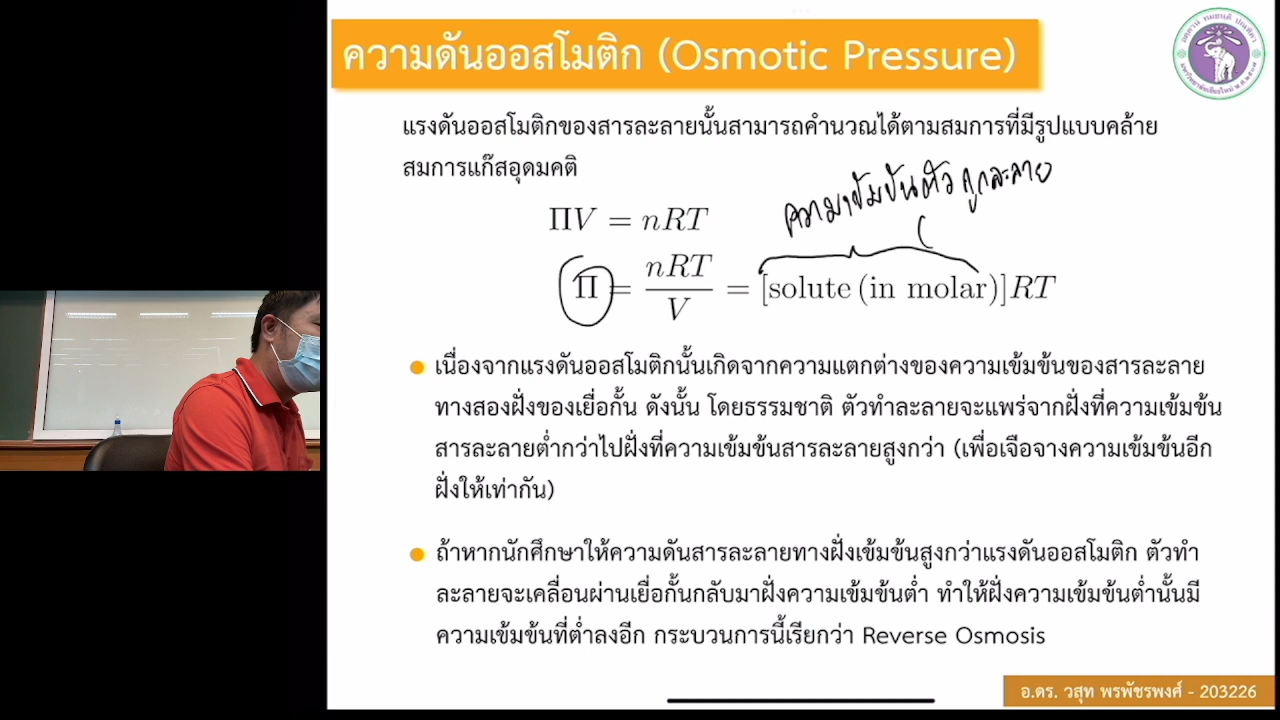 ความดันออสโมติก (Osmotic Pressure)
แรงดันออสโมติกของสารละลายนั้นสามารถคำนวณได้ตามสมการที่มีรูปแบบคล้าย
สมการแก๊สอุดมคติ
ความเข้มข้นตัวถูกละลาย
ΠV = nRT
Π = nRT/V = [solute (in molar)]RT
เนื่องจากแรงดันออสโมติกนั้นเกิดจากความแตกต่างของความเข้มข้นของสารละลาย
ทางสองฝั่งของเยื่อกั้น ดังนั้น โดยธรรมชาติ ตัวทำละลายจะแพร่จากฝั่งที่ความเข้มข้น
สารละลายต่ำกว่าไปฝั่งที่ความเข้มข้นสารละลายสูงกว่า (เพื่อเจือจางความเข้มข้นอีก
ฝั่งให้เท่ากัน)
ถ้าหากนักศึกษาให้ความดันสารละลายทางฝั่งเข้มข้นสูงกว่าแรงดันออสโมติก ตัวทำ
ละลายจะเคลื่อนผ่านเยื่อกั้นกลับมาฝั่งความเข้มข้นต่ำ ทำให้ฝั่งความเข้มข้นต่ำนั้นมี
ความเข้มข้นที่ต่ำลงอีก กระบวนการนี้เรียกว่า Reverse Osmosis
อ.ดร. วสุท พรพัชรพงศ์ - 203226